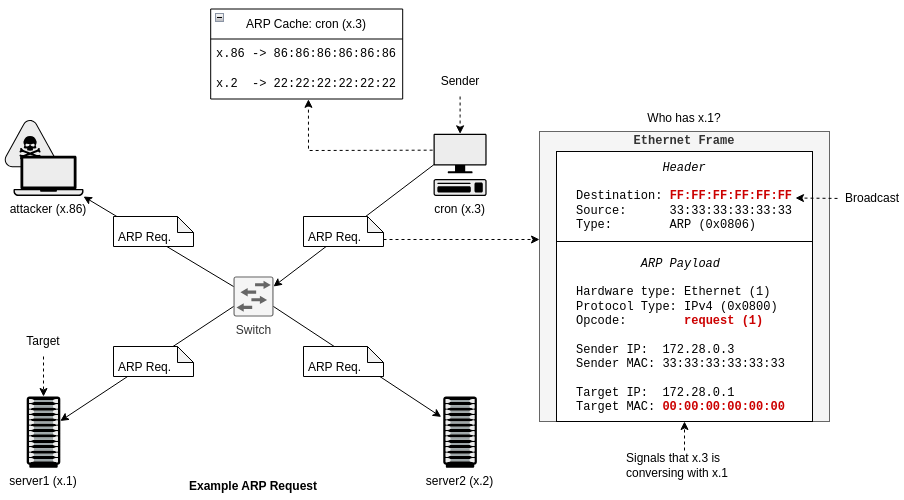 ARP Cache: cron (x.3)
x.86 -> 86:86:86:86:86:86
x.2  -> 22:22:22:22:22:22
Sender
attacker (x.86)
cron (x.3)
ARP Req.
ARP Req.
Switch
Target
ARP Req.
ARP Req.
server1 (x.1)
server2 (x.2)
Example ARP Request
Who has x.1?
Ethernet Frame
Header
Destination: FF:FF:FF:FF:FF:FF
Broadcast
Source:      33:33:33:33:33:33
Type:        ARP (0x0806)
ARP Payload
Hardware type: Ethernet (1)
Protocol Type: IPv4 (0x0800)
Opcode:        request (1)
Sender IP:  172.28.0.3
Sender MAC: 33:33:33:33:33:33
Target IP:  172.28.0.1
Target MAC: 00:00:00:00:00:00
Signals that x.3 is
conversing with x.1